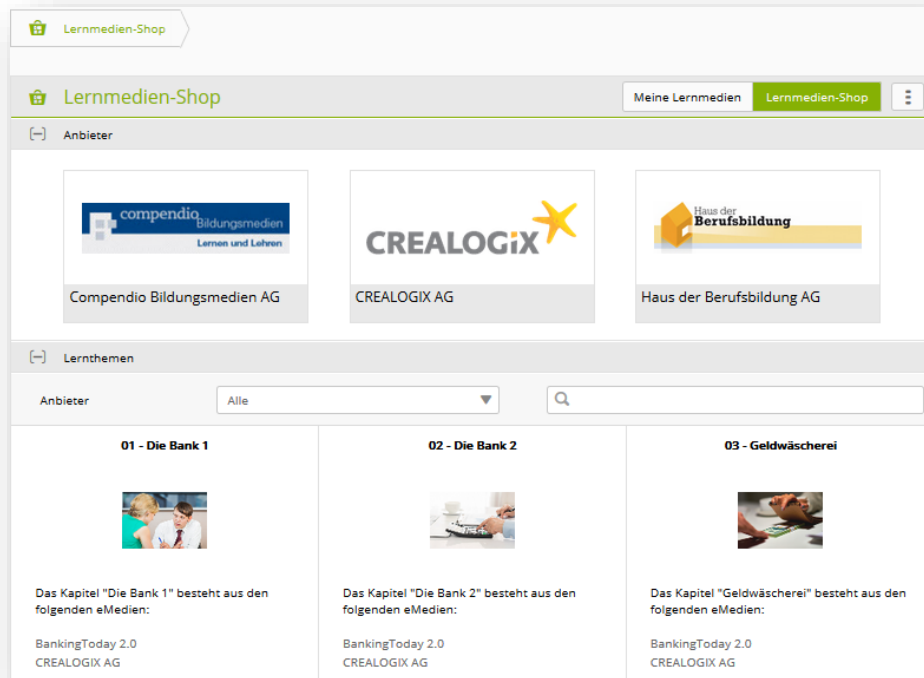 Lernmedien-Shop
Lernmedien-Shop
Meine Lernmedien
Lernmedien-Shop
Anbieter
compendio
Bildungsmedien
Lernen und Lehren
CREALOGiX
Haus der
Berufsbildung
Compendio Bildungsmedien AG
CREALOGIX AG
Haus der Berufsbildung AG
Lernthemen
Anbieter
Alle
01 - Die Bank 1
02 - Die Bank 2
03 - Geldwäscherei
Das Kapitel "Die Bank 1" besteht aus den
folgenden eMedien:
BankingToday 2.0
CREALOGIX AG
Das Kapitel "Die Bank 2" besteht aus den
folgenden eMedien:
BankingToday 2.0
CREALOGIX AG
Das Kapitel "Geldwäscherei" besteht aus den
folgenden eMedien:
BankingToday 2.0
CREALOGIX AG